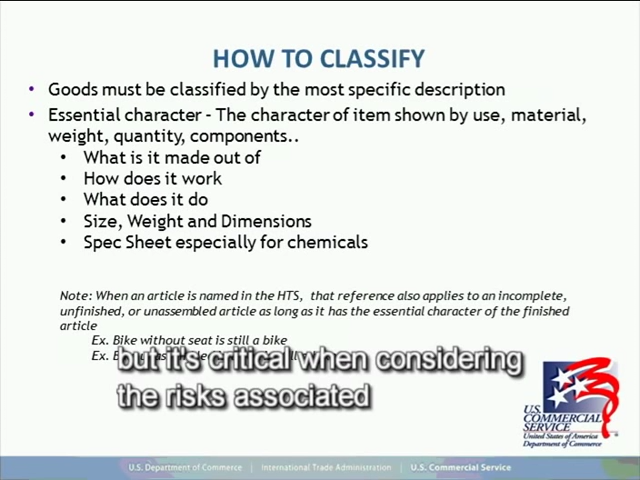 HOW TO CLASSIFY
• Goods must be classified by the most specific description
• Essential character – The character of item shown by use, material,
weight, quantity, components..
• What is it made out of
• How does it work
• What does it do
• Size, Weight and Dimensions
• Spec Sheet especially for chemicals
Note: When an article is named in the HTS, that reference also applies to an incomplete,
unfinished, or unassembled article as long as it has the essential character of the finished
article
Ex. Bike without seat is still a bike
Ex.
but it's critical when considering
the risks associated
U.S.
COMMERCIAL
SERVICE
United States of America
Department of Commerce
U.S. Department of Commerce | International Trade Administration | U.S. Commercial Service